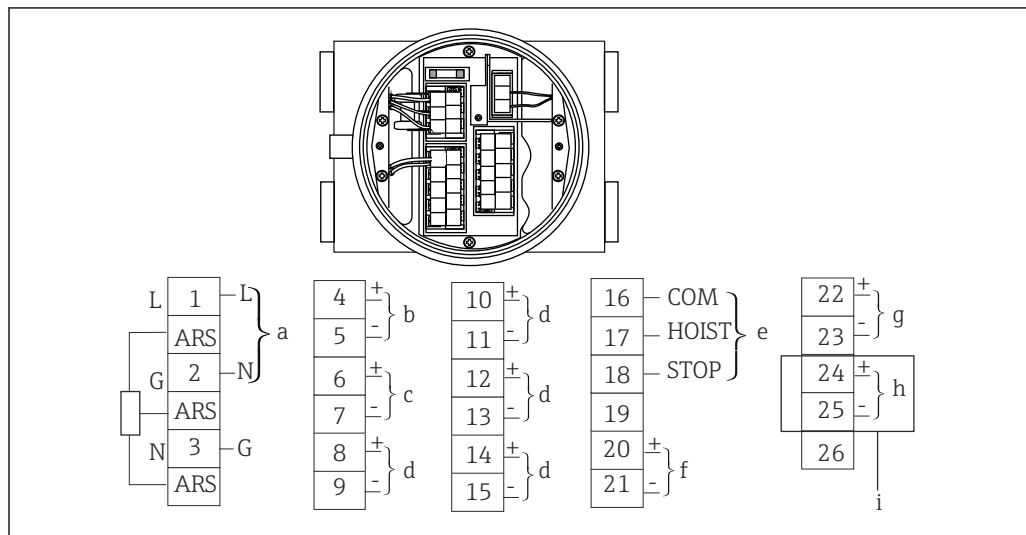 L 1 L
ARS
G 2 N a
ARS
N 3 G
ARS
4 +
5 - b
6 +
7 - c
8 +
9 - d
10 +
11 - d
12 +
13 - d
14 +
15 - d
16 COM
17 HOIST e
18 STOP
19
20 +
21 - f
22 +
23 - g
24 +
25 - h
26
i